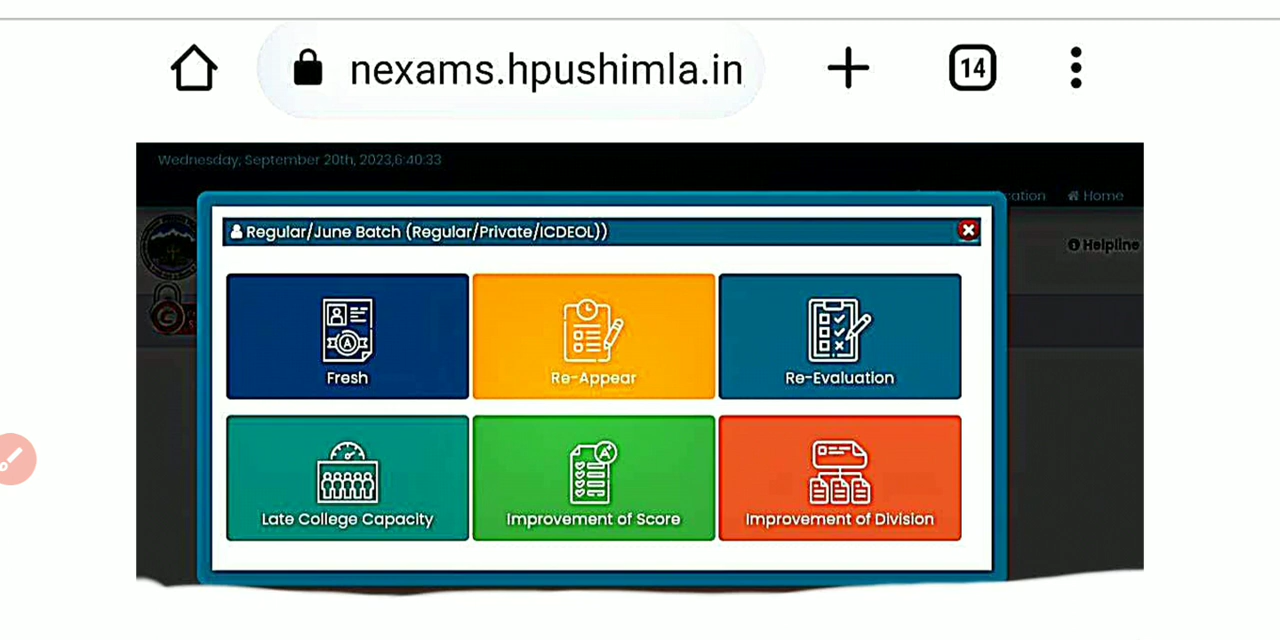 nexams.hpushimla.in
14
Wednesday, September 20th, 2023,6:40:33
Home
Helpline
Regular/June Batch (Regular/Private/ICDEOL))
Fresh
Re-Appear
Re-Evaluation
Late College Capacity
Improvement of Score
Improvement of Division